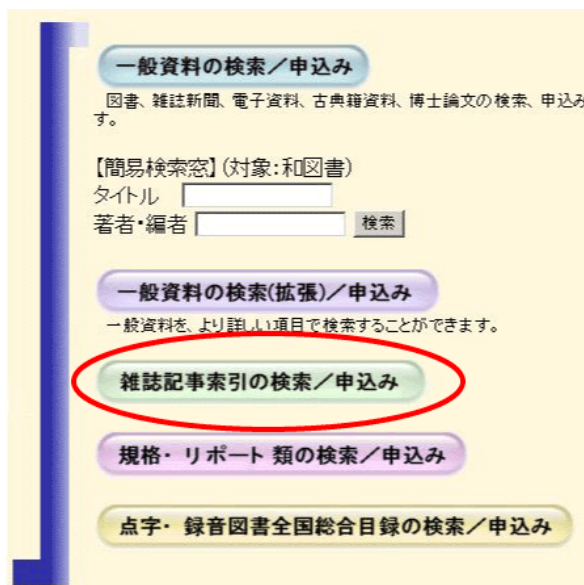 一般資料の検索／申込み
図書、雑誌新聞、電子資料、古典籍資料、博士論文の検索、申込み
す。
【簡易検索窓】(対象:和図書)
タイトル
著者・編者 検索
一般資料の検索(拡張)／申込み
一般資料を、より詳しい項目で検索することができます。
雑誌記事索引の検索／申込み
規格・リポート 類の検索／申込み
点字・ 録音図書全国総合目録の検索／申込み